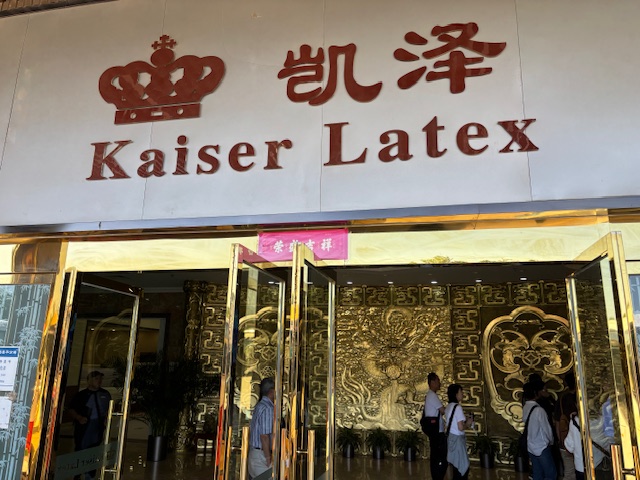 凯泽
Kaiser Latex